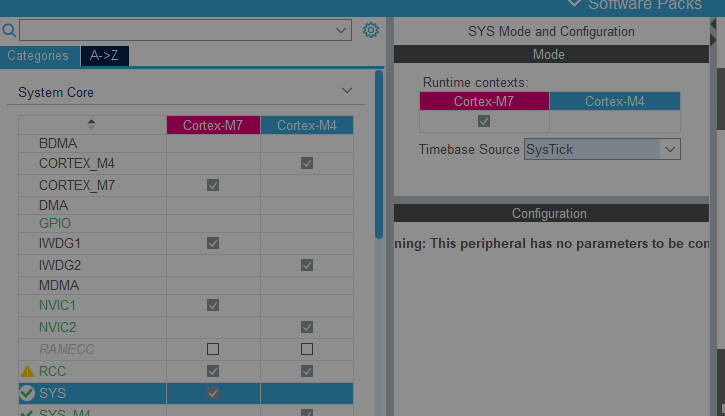 Software Packs
Categories A->Z
System Core
Cortex-M7 Cortex-M4
BDMA
CORTEX_M4
CORTEX_M7
DMA
GPIO
IWDG1
IWDG2
MDMA
NVIC1
NVIC2
RAMECC
RCC
SYS
SYS_M4
SYS Mode and Configuration
Mode
Runtime contexts:
Cortex-M7 Cortex-M4
Timebase Source SysTick
Configuration
ning: This peripheral has no parameters to be con